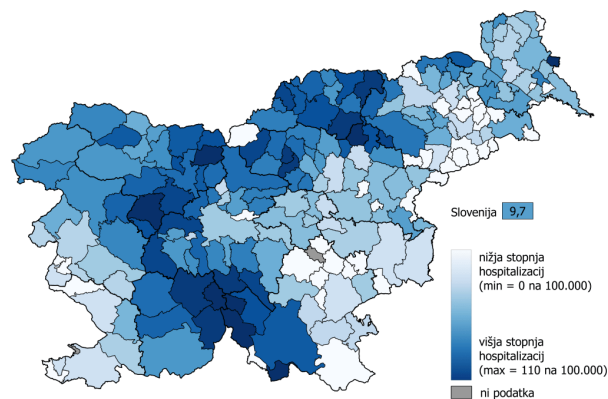 Slovenija 9,7
nižja stopnja
hospitalizacij
(min = 0 na 100.000)
višja stopnja
hospitalizacij
(max = 110 na 100.000)
ni podatka